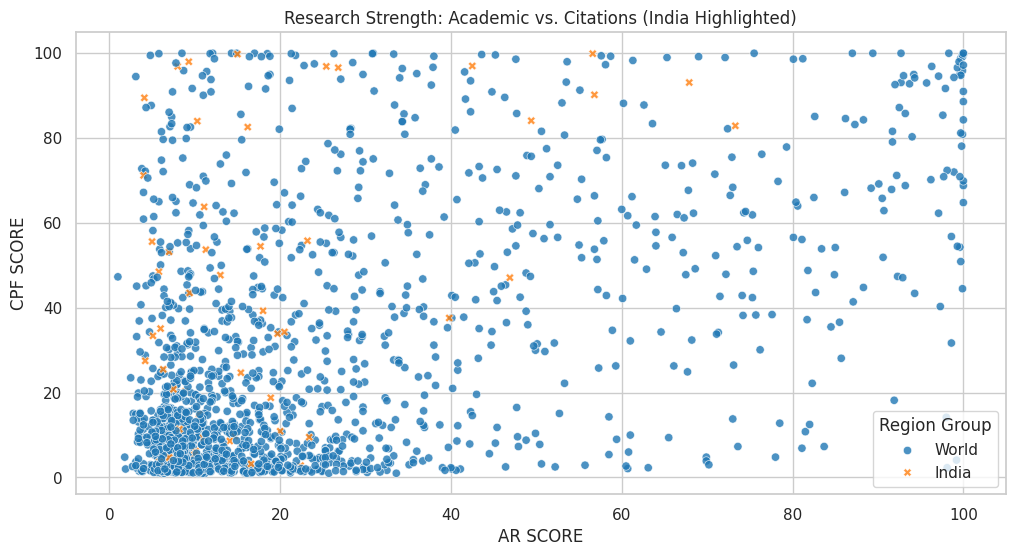 Research Strength: Academic vs. Citations (India Highlighted)
CPF SCORE
100
80
60
40
20
0
0
20
40
60
80
100
AR SCORE
Region Group
World
India